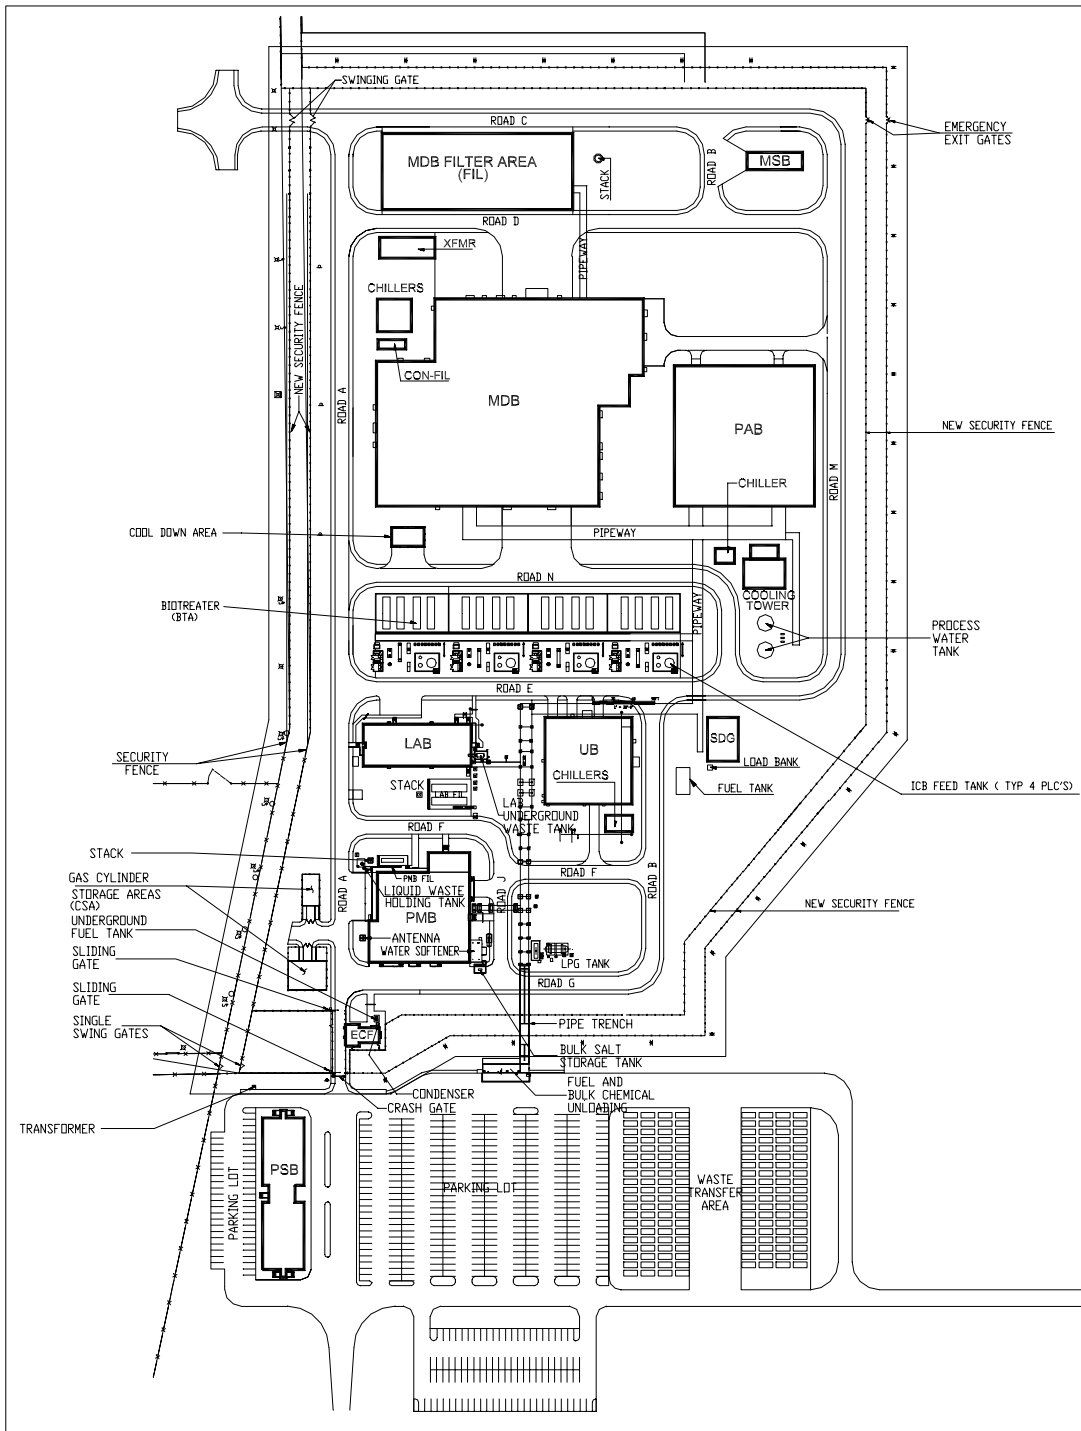 SWINGING GATE
ROAD C
EMERGENCY
EXIT GATES
MDB FILTER AREA
(FIL)
STACK
ROAD B
MSB
ROAD D
XFMR
PIPEWAY
CHILLERS
NEW SECURITY FENCE
CON-FIL
ROAD A
MDB
PAB
NEW SECURITY FENCE
ROAD M
CHILLER
COOL DOWN AREA
PIPEWAY
ROAD N
BIOTREATER
(BTA)
PIPEWAY
COOLING
TOWER
PROCESS
WATER
TANK
ROAD E
LAB
UB
SDG
SECURITY
FENCE
CHILLERS
LOAD BANK
STACK
LAB FIL
FUEL TANK
ICB FEED TANK ( TYP 4 PLC'S)
LAB
UNDERGROUND
WASTE TANK
ROAD F
STACK
PMB FIL
ROAD F
ROAD B
GAS CYLINDER
STORAGE AREAS
(CSA)
ROAD A
LIQUID WASTE
HOLDING TANK
ROAD J
NEW SECURITY FENCE
UNDERGROUND
FUEL TANK
PMB
ANTENNA
WATER SOFTENER
SLIDING
GATE
LPG TANK
ROAD G
SLIDING
GATE
SINGLE
SWING GATES
ECF
PIPE TRENCH
BULK SALT
STORAGE TANK
FUEL AND
BULK CHEMICAL
UNLOADING
CONDENSER
CRASH GATE
TRANSFORMER
PSB
PARKING LOT
PARKING LOT
WASTE
TRANSFER
AREA